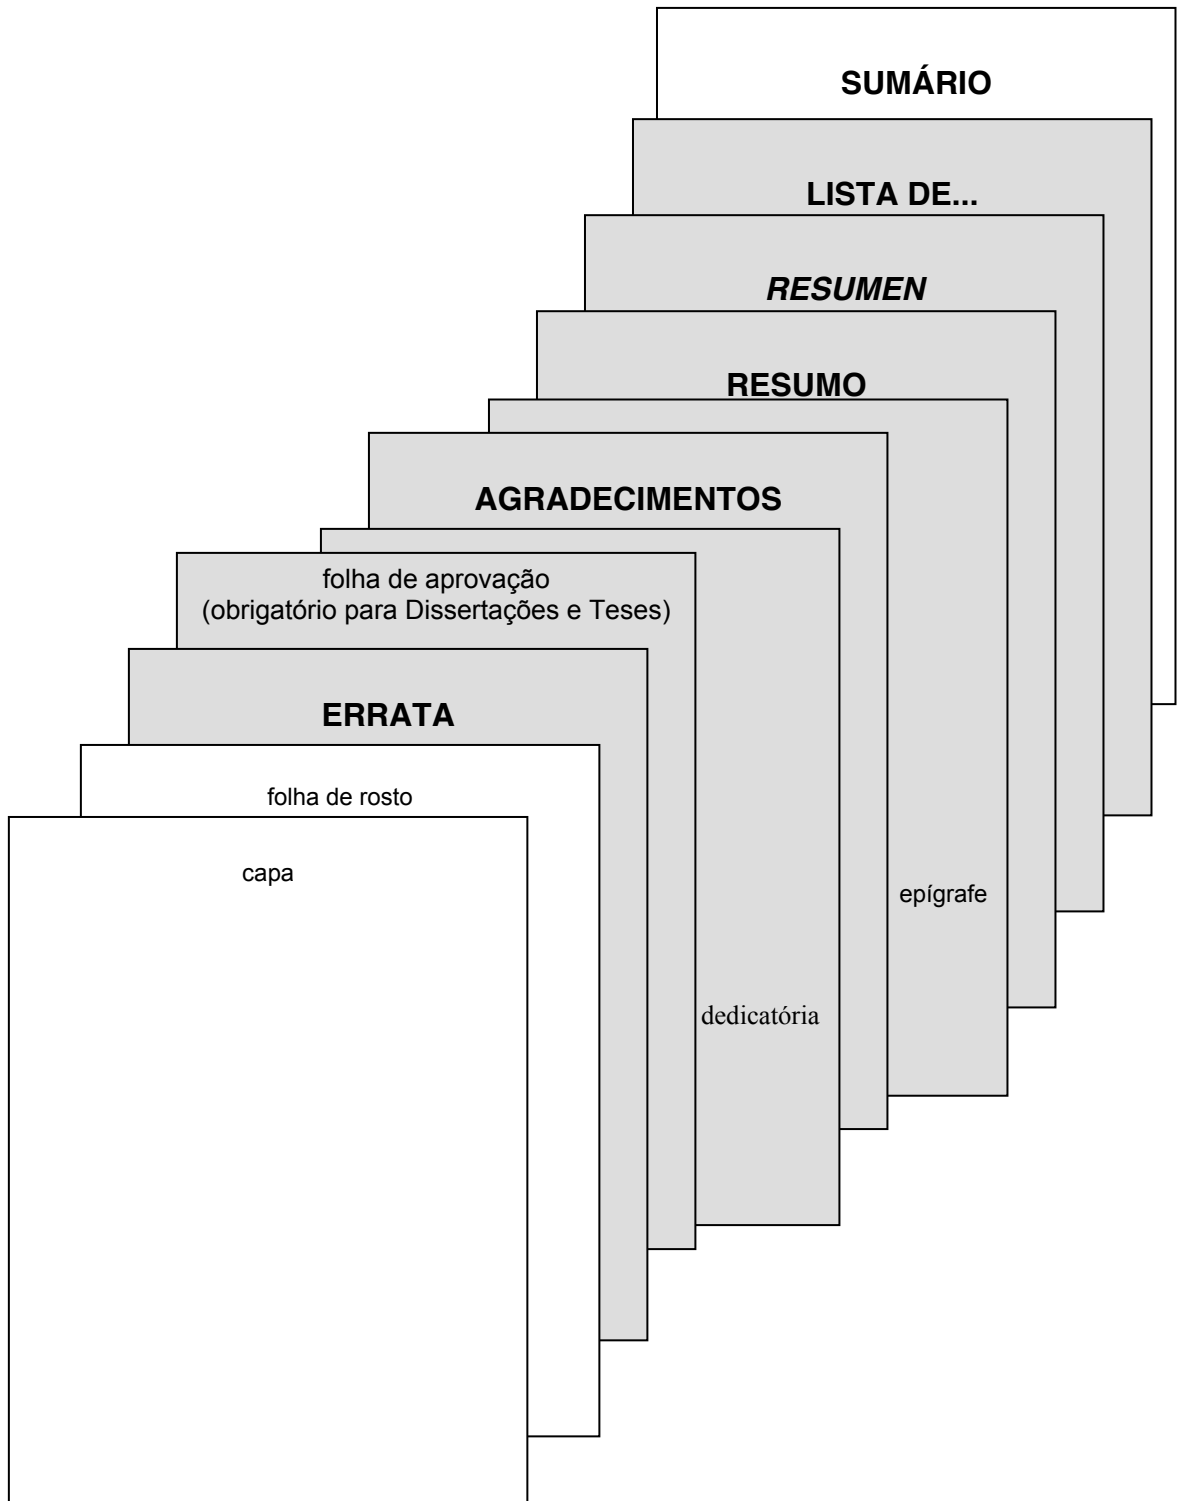 SUMÁRIO
LISTA DE...
RESUMEN
RESUMO
AGRADECIMENTOS
folha de aprovação
(obrigatório para Dissertações e Teses)
ERRATA
folha de rosto
capa
epígrafe
dedicatória